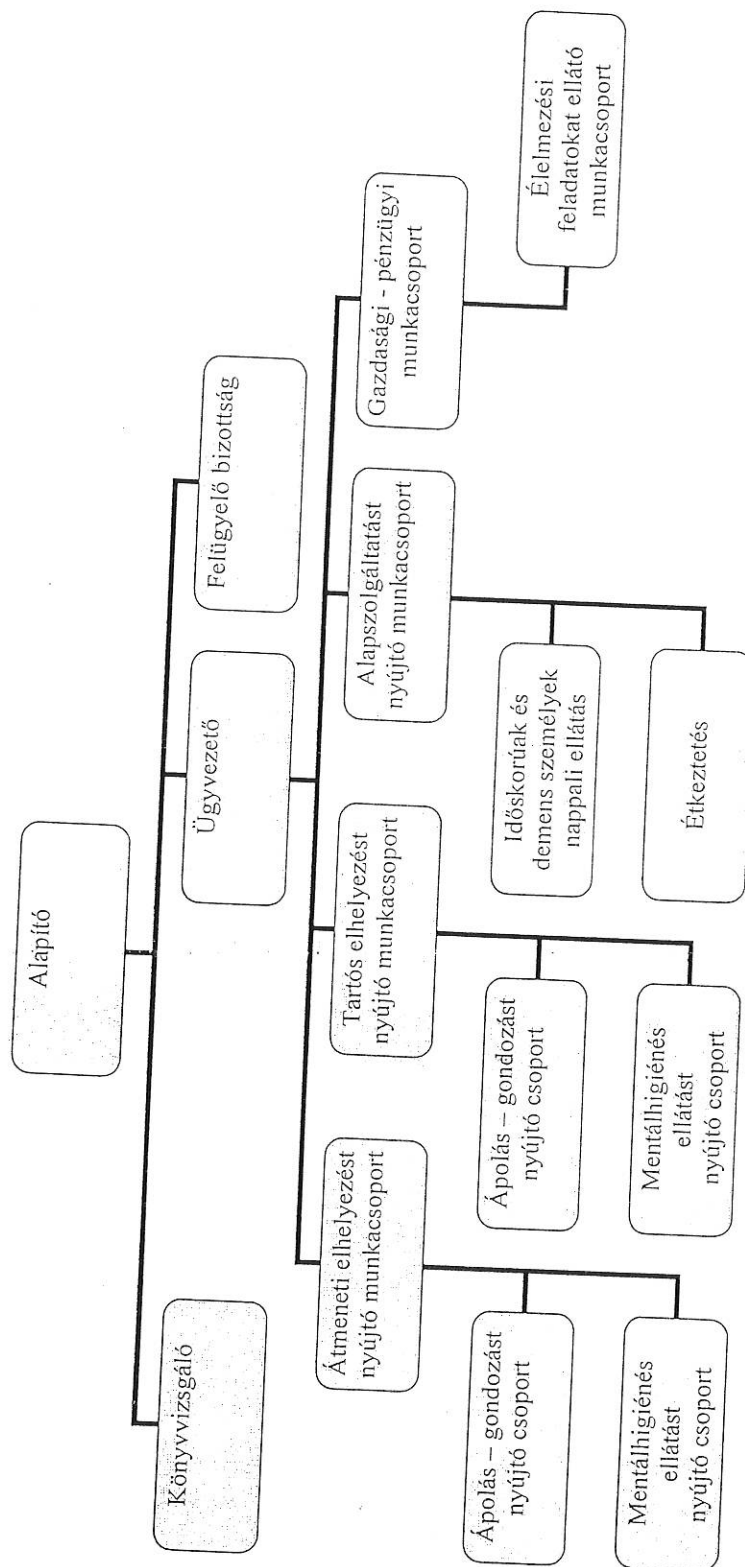 Alapító
Könyvvizsgáló
Ügyvezető
Felügyelő bizottság
Átmeneti elhelyezést
nyújtó munkacsoport
Tartós elhelyezést
nyújtó munkacsoport
Alapszolgáltatást
nyújtó munkacsoport
Gazdasági - pénzügyi
munkacsoport
Ápolás – gondozást
nyújtó csoport
Ápolás – gondozást
nyújtó csoport
Időskorúak és
demens személyek
nappali ellátás
Élelmezési
feladatokat ellátó
munkacsoport
Mentálhigiénés
ellátást
nyújtó csoport
Mentálhigiénés
ellátást
nyújtó csoport
Étkeztetés